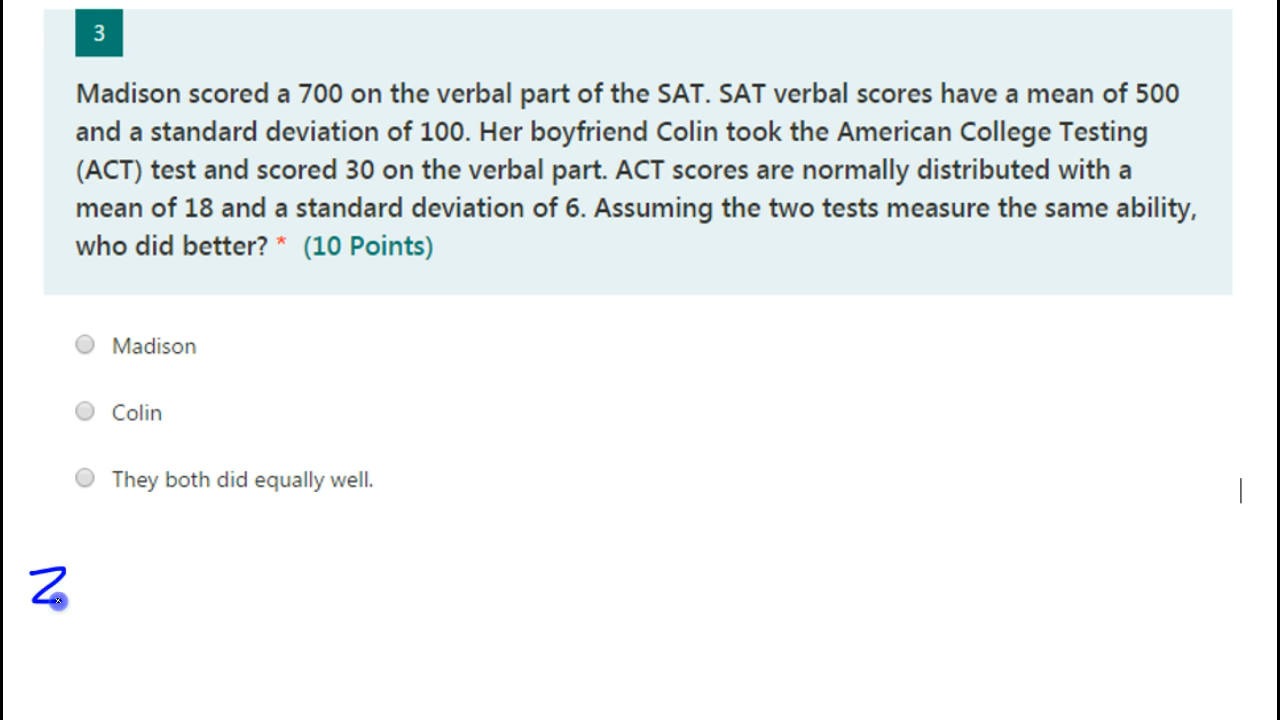 3
Madison scored a 700 on the verbal part of the SAT. SAT verbal scores have a mean of 500
and a standard deviation of 100. Her boyfriend Colin took the American College Testing
(ACT) test and scored 30 on the verbal part. ACT scores are normally distributed with a
mean of 18 and a standard deviation of 6. Assuming the two tests measure the same ability,
who did better? * (10 Points)
Madison
Colin
They both did equally well.
Z